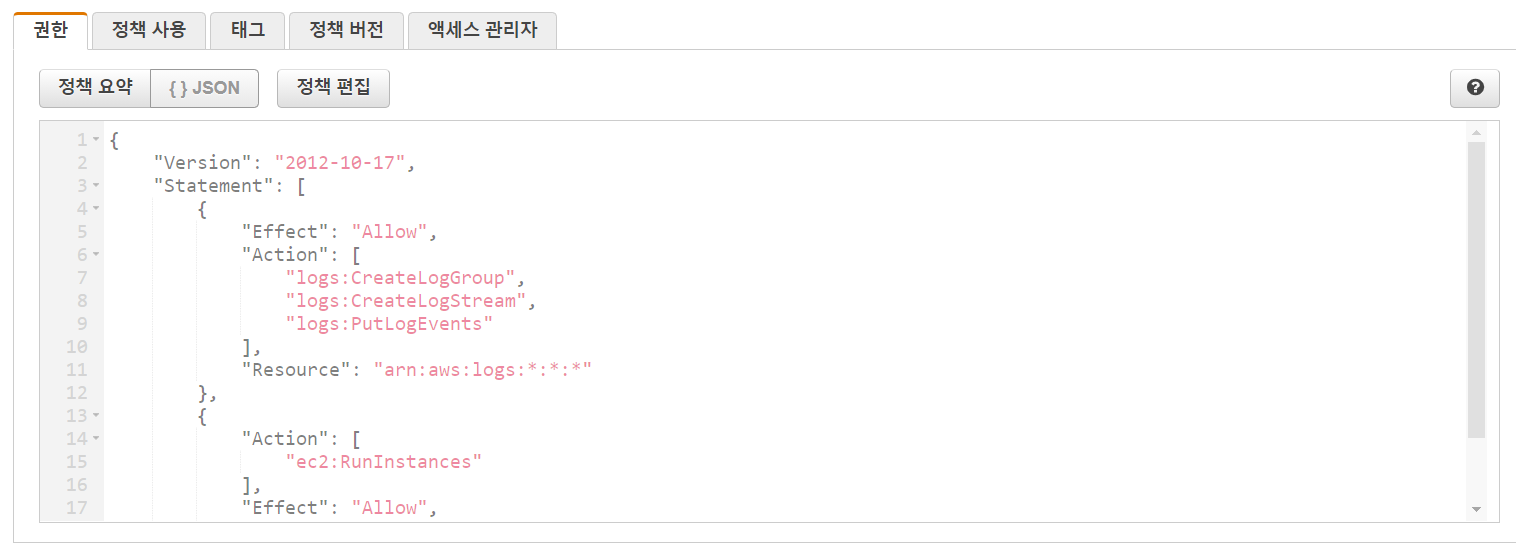 권한 정책 사용 태그 정책 버전 액세스 관리자
정책 요약 { } JSON 정책 편집 ?
1 {
2 "Version": "2012-10-17",
3 "Statement": [
4 {
5 "Effect": "Allow",
6 "Action": [
7 "logs:CreateLogGroup",
8 "logs:CreateLogStream",
9 "logs:PutLogEvents"
10 ],
11 "Resource": "arn:aws:logs:*:*:*"
12 },
13 {
14 "Action": [
15 "ec2:RunInstances"
16 ],
17 "Effect": "Allow",